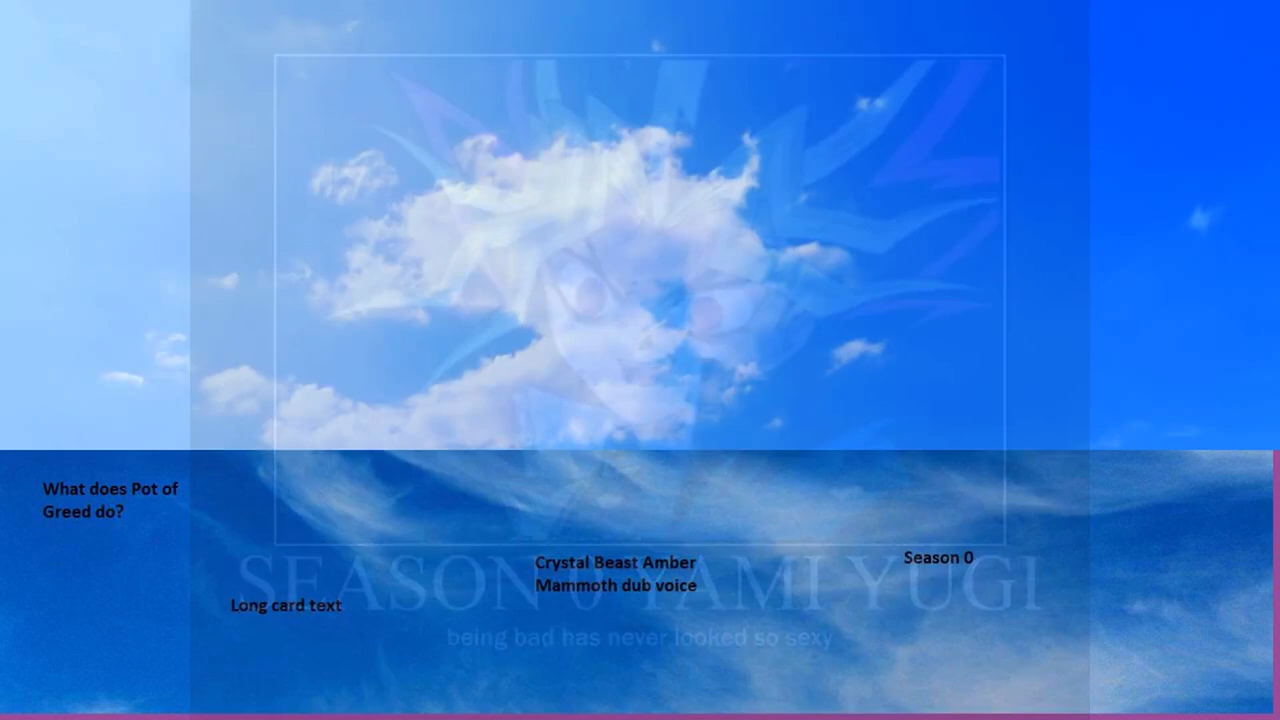 What does Pot of
Greed do?
Crystal Beast Amber
Mammoth dub voice
Season 0
Long card text
SEASON 0 YAMI YUGI
being bad has never looked so sexy